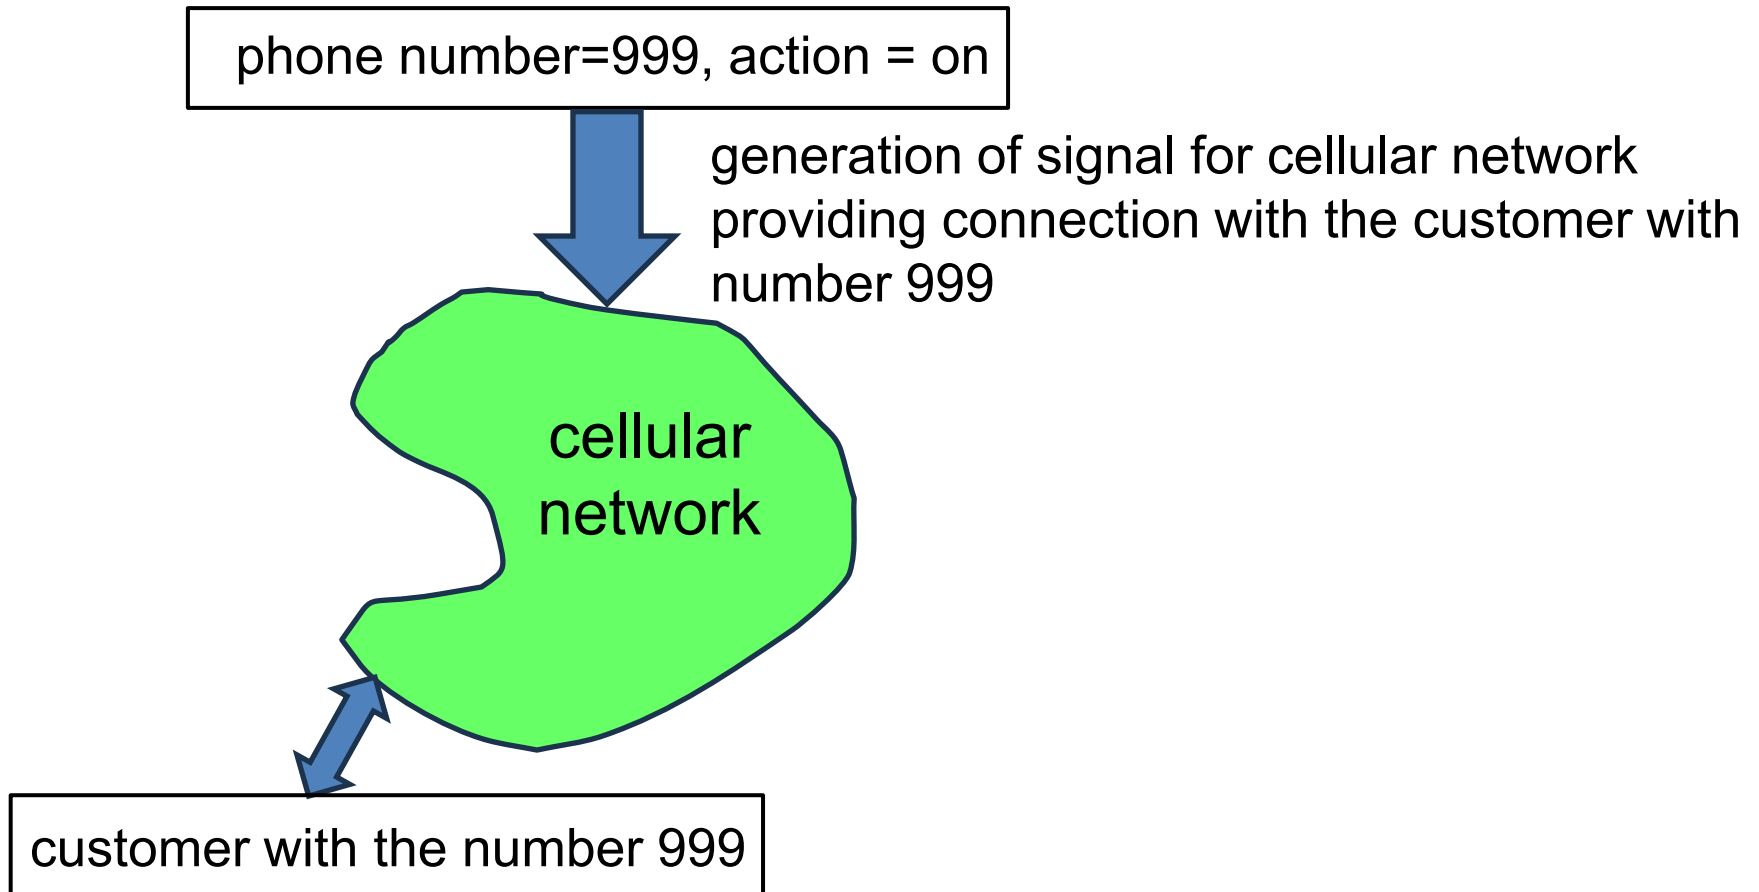 phone number=999, action = on
generation of signal for cellular network
providing connection with the customer with
number 999
cellular
network
customer with the number 999